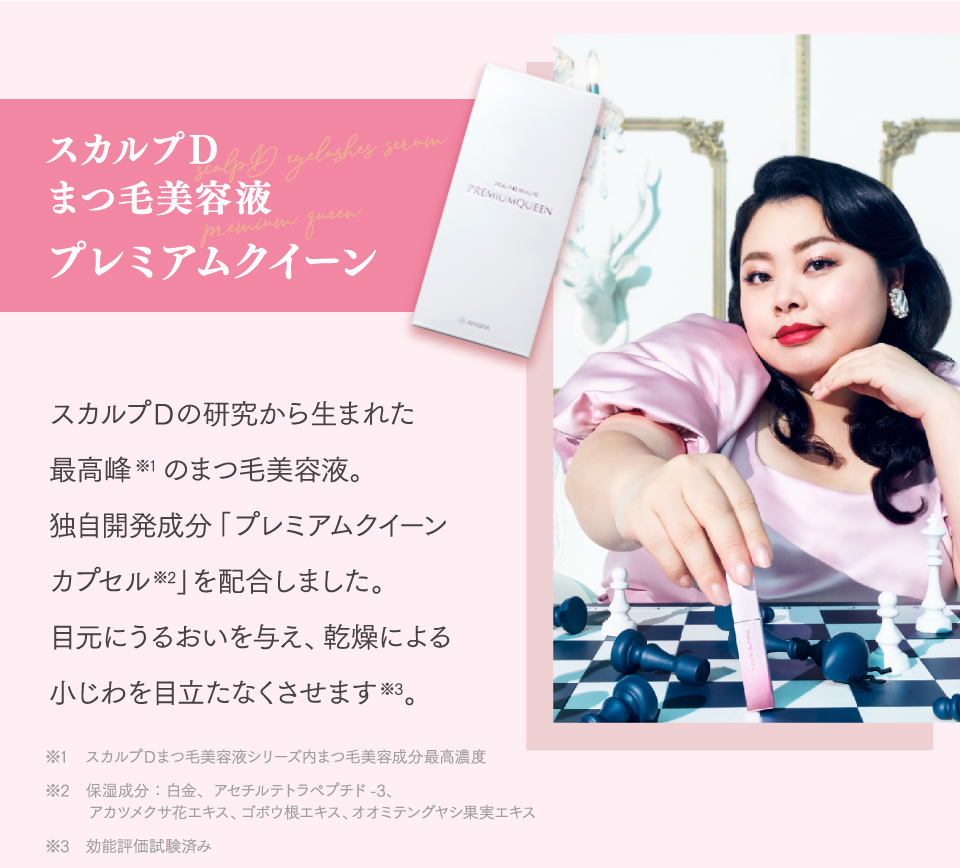 スカルプD
scalpD eyelashes serum
まつ毛美容液
premium queen
プレミアムクイーン
SCALP-D BEAUTÉ
PREMIUMQUEEN
ANGFA
スカルプDの研究から生まれた
最高峰※1 のまつ毛美容液。
独自開発成分「プレミアムクイーン
カプセル※2」を配合しました。
目元にうるおいを与え、乾燥による
小じわを目立たなくさせます※3。
※1 スカルプDまつ毛美容液シリーズ内まつ毛美容成分最高濃度
※2 保湿成分：白金、アセチルテトラペプチド-3、
アカツメクサ花エキス、ゴボウ根エキス、オオミテングヤシ果実エキス
※3 効能評価試験済み